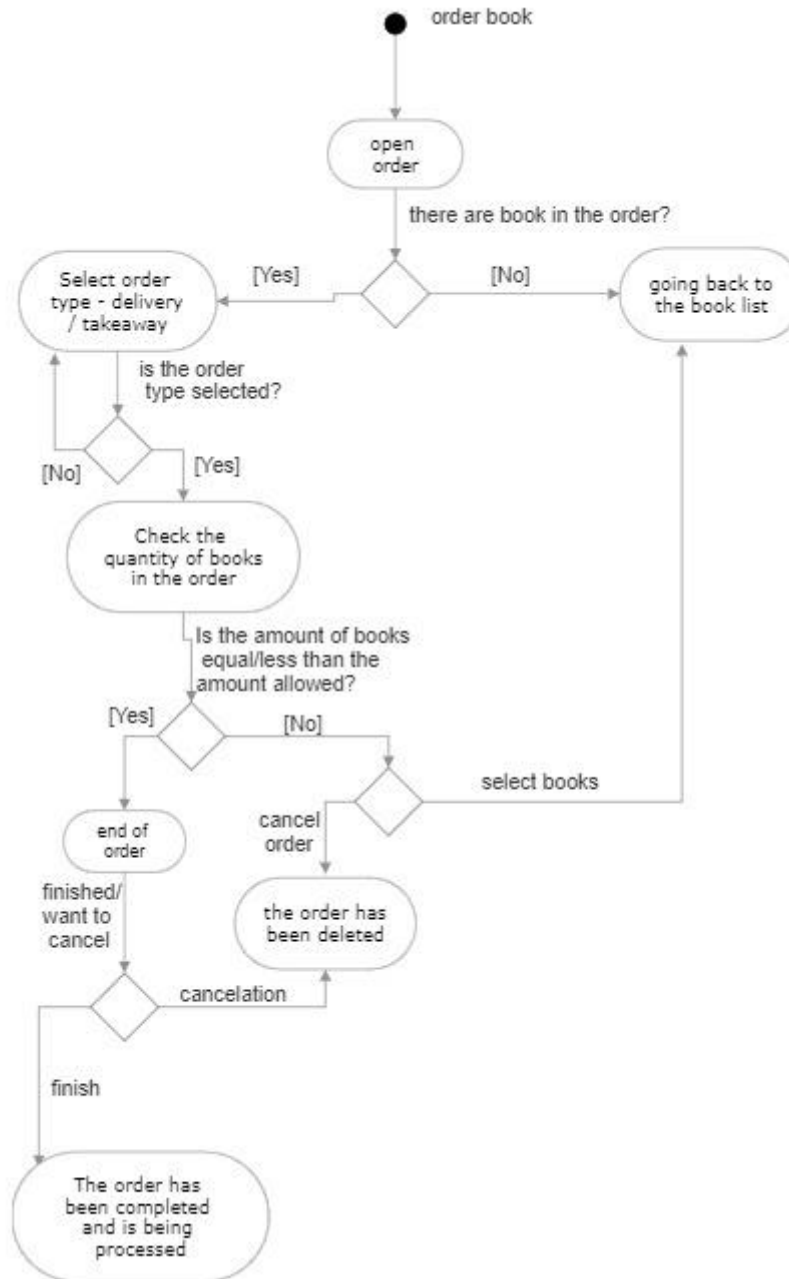 order book
open
order
there are book in the order?
[Yes]
[No]
Select order
type - delivery
/ takeaway
going back to
the book list
is the order
type selected?
[No]
[Yes]
Check the
quantity of books
in the order
Is the amount of books
equal/less than the
amount allowed?
[Yes]
[No]
select books
end of
order
cancel
order
finished/
want to
cancel
the order has
been deleted
cancelation
finish
The order has
been completed
and is being
processed